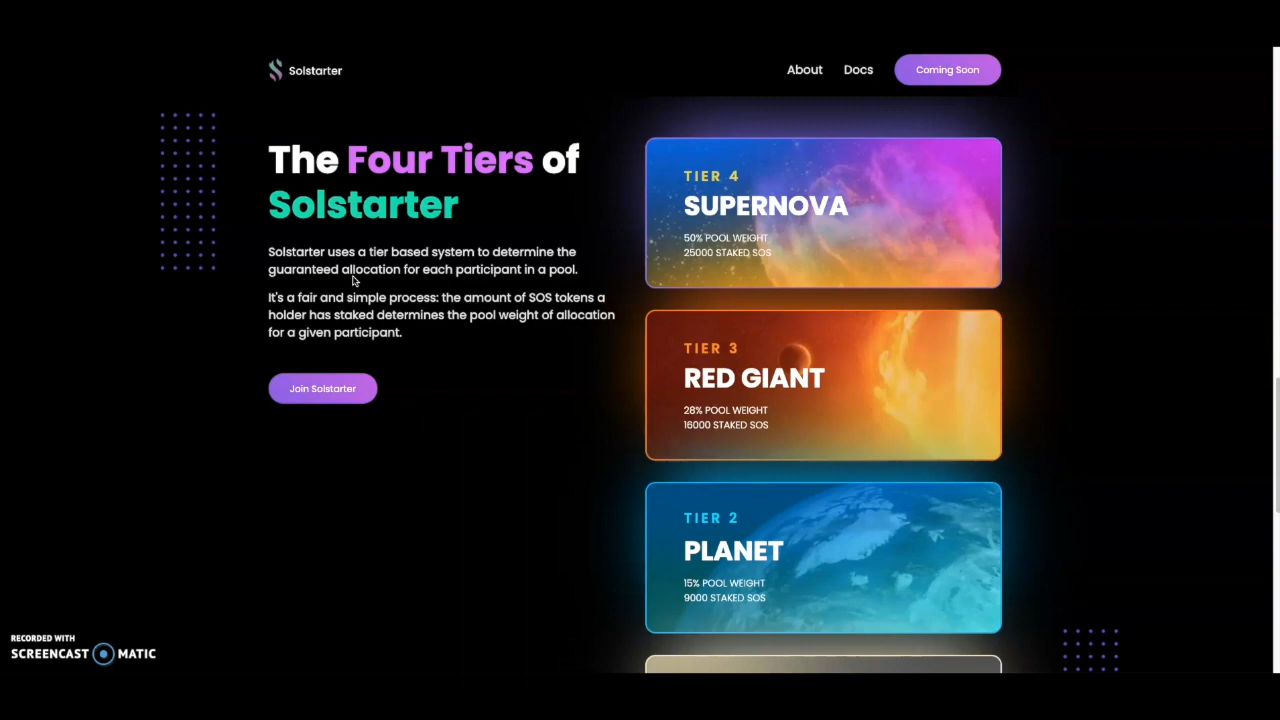 Solstarter
About
Docs
Coming Soon
The Four Tiers of
Solstarter
Solstarter uses a tier based system to determine the
guaranteed allocation for each participant in a pool.
It's a fair and simple process: the amount of SOS tokens a
holder has staked determines the pool weight of allocation
for a given participant.
Join Solstarter
TIER 4
SUPERNOVA
50% POOL WEIGHT
25000 STAKED SOS
TIER 3
RED GIANT
28% POOL WEIGHT
16000 STAKED SOS
TIER 2
PLANET
15% POOL WEIGHT
9000 STAKED SOS
RECORDED WITH
SCREENCAST MATIC